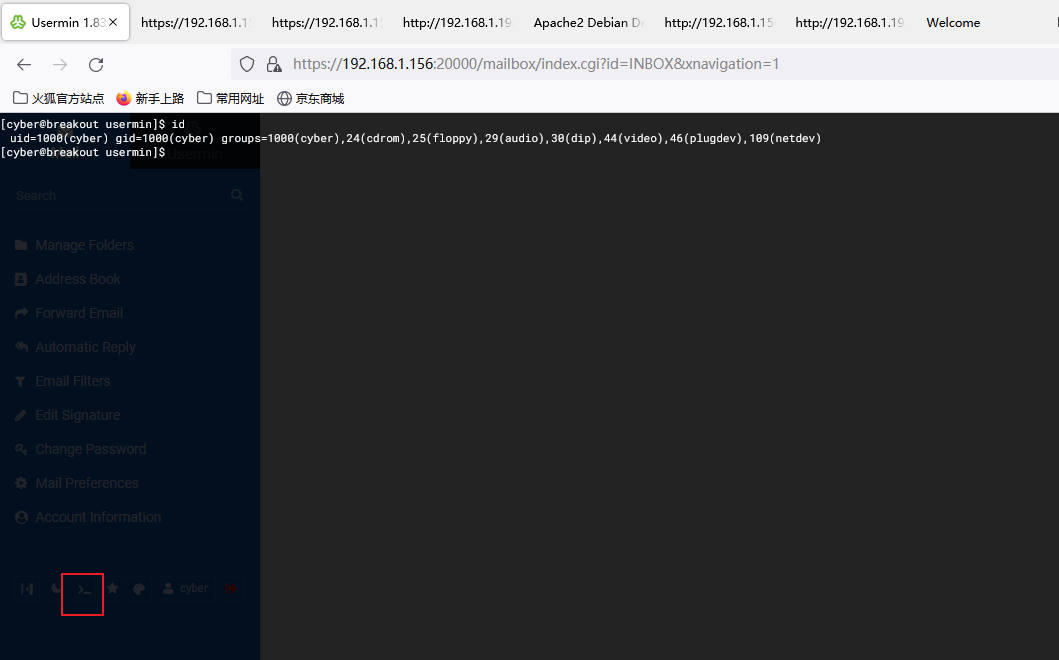 Usermin 1.83
https://192.168.1.1
https://192.168.1.1
http://192.168.1.19
Apache2 Debian D
http://192.168.1.15
http://192.168.1.19
Welcome
https://192.168.1.156:20000/mailbox/index.cgi?id=INBOX&xnavigation=1
火狐官方站点 新手上路 常用网址 京东商城
[cyber@breakout usermin]$ id
uid=1000(cyber) gid=1000(cyber) groups=1000(cyber),24(cdrom),25(floppy),29(audio),30(dip),44(video),46(plugdev),109(netdev)
[cyber@breakout usermin]$
Usermin
Search
Manage Folders
Address Book
Forward Email
Automatic Reply
Email Filters
Edit Signature
Change Password
Mail Preferences
Account Information
cyber